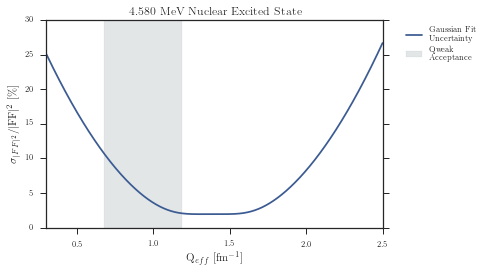 4.580 MeV Nuclear Excited State
30
25
20
15
10
5
0
σ|FF|²/|FF|² [%]
0.5 1.0 1.5 2.0 2.5
Q_eff [fm⁻¹]
Gaussian Fit
Uncertainty
Qweak
Acceptance